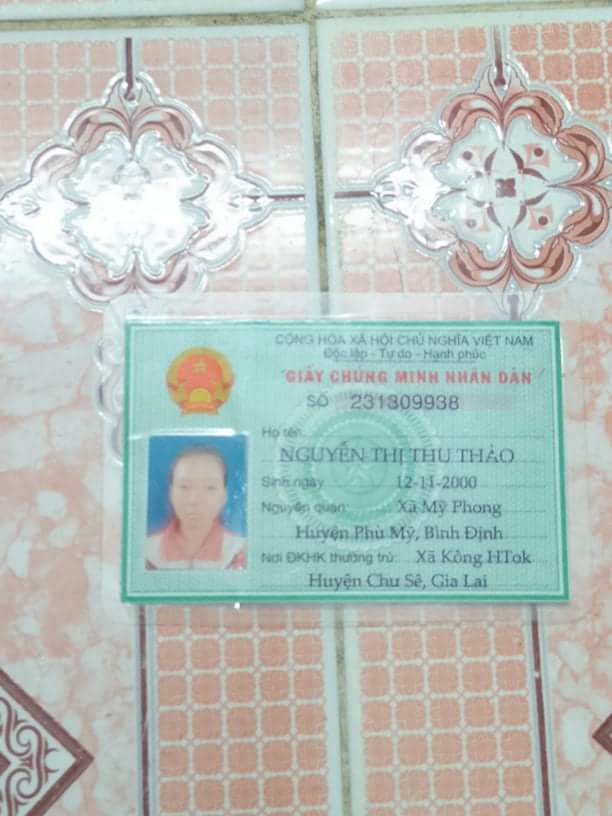 CỘNG HÒA XÃ HỘI CHỦ NGHĨA VIỆT NAM
Độc lập - Tự do - Hạnh phúc
GIẤY CHỨNG MINH NHÂN DÂN
SỐ 231309938
Họ tên
NGUYỄN THỊ THU THẢO
Sinh ngày 12-11-2000
Nguyên quán: Xã Mỹ Phong
Huyện Phù Mỹ, Bình Định
Nơi ĐKHK thường trú: Xã Kông HTok
Huyện Chư Sê, Gia Lai